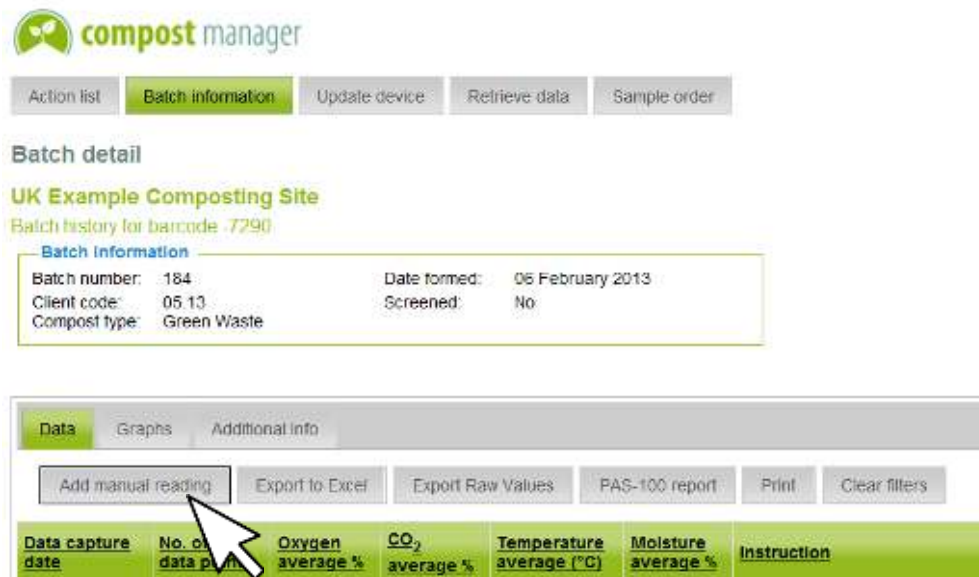 compost manager
Action list Batch information Update device Retrieve data Sample order
Batch detail
UK Example Composting Site
Batch history for barcode -7290
Batch Information
Batch number: 184 Date formed: 06 February 2013
Client code: 05.13 Screened: No
Compost type: Green Waste
Data Graphs Additional info
Add manual reading Export to Excel Export Raw Values PAS-100 report Print Clear filters
Data capture No. of Oxygen CO2 Temperature Moisture Instruction
date data average % average % average (°C) average %